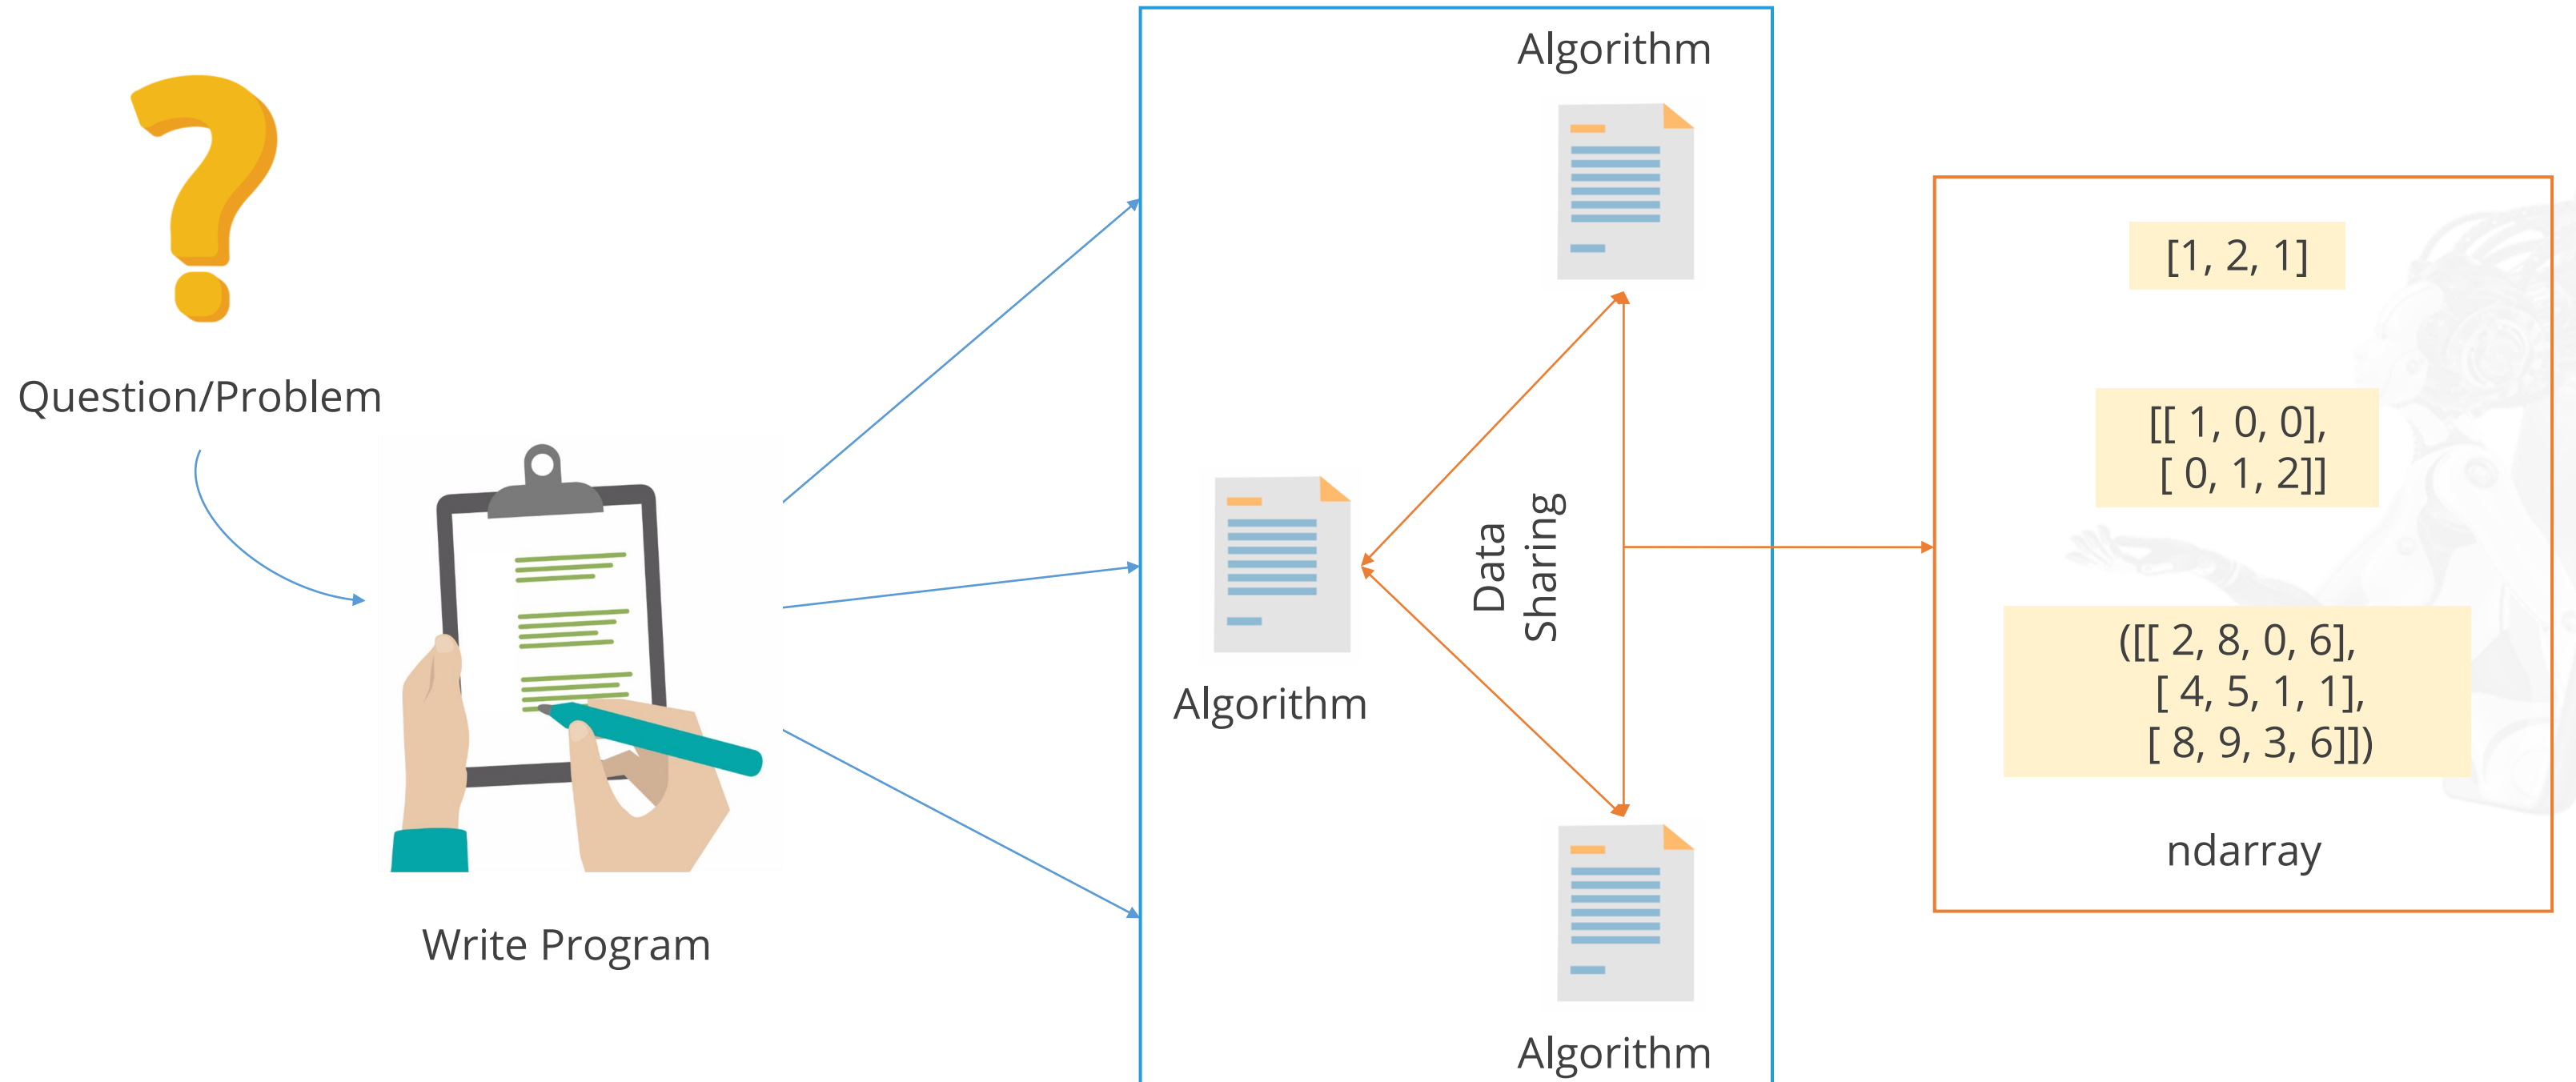 Question/Problem
Write Program
Algorithm
Algorithm
Data
Sharing
Algorithm
[1, 2, 1]
[[ 1, 0, 0],
[ 0, 1, 2]]
([[ 2, 8, 0, 6],
[ 4, 5, 1, 1],
[ 8, 9, 3, 6]])
ndarray